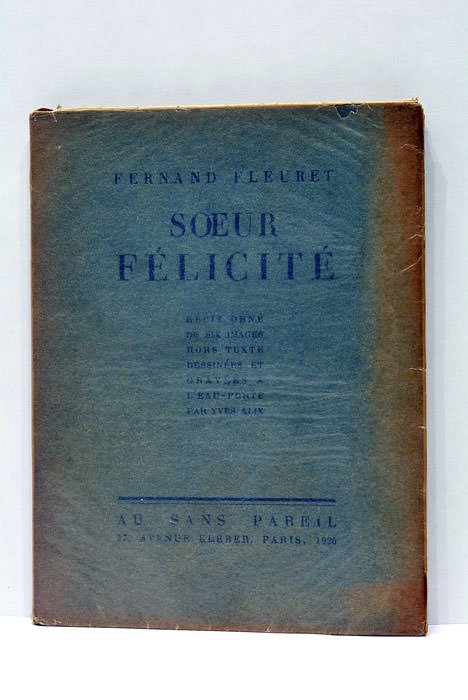 FERNAND FLEURET
SŒUR
FÉLICITÉ
RÉCIT ORNÉ
DE SIX IMAGES
HORS TEXTE
DESSINÉES ET
GRAVÉES A
L'EAU-FORTE
PAR YVES ALIX
AU SANS PAREIL
37, AVENUE KLÉBER, PARIS, 1926